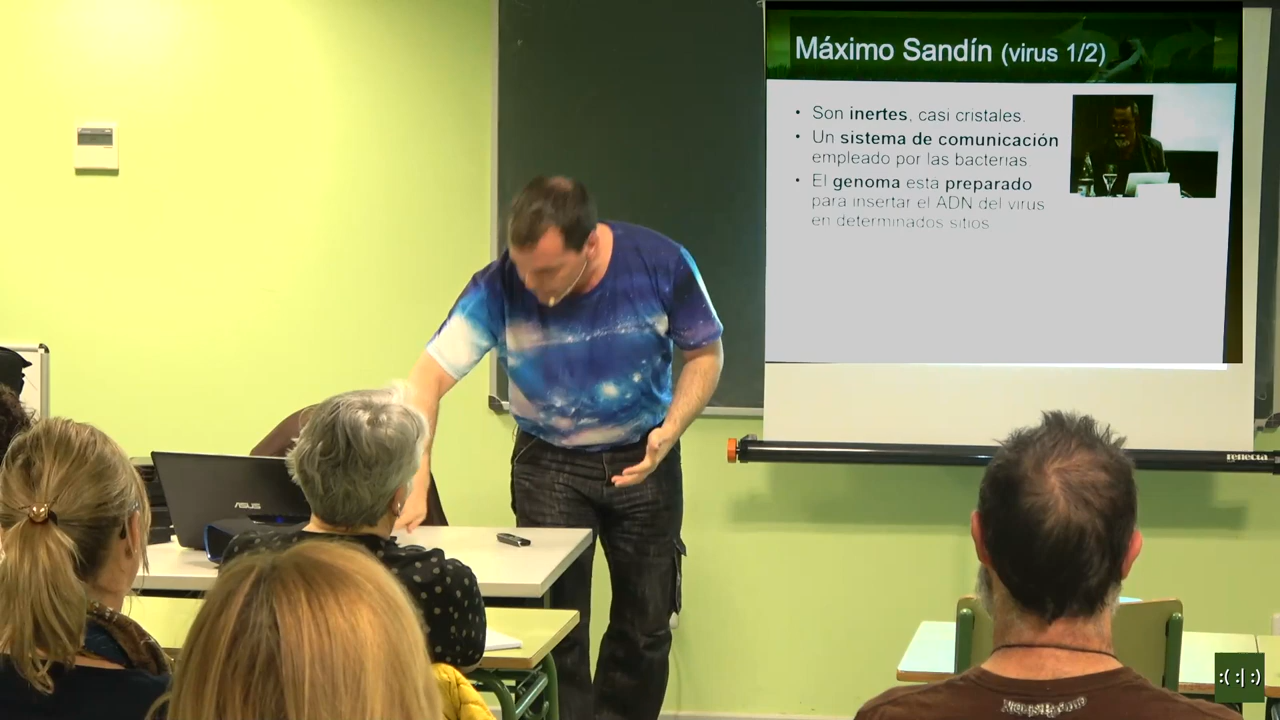 Máximo Sandín (virus 1/2)
• Son inertes, casi cristales.
• Un sistema de comunicación
empleado por las bacterias
• El genoma esta preparado
para insertar el ADN del virus
en determinados sitios
ASUS
:( :| :)